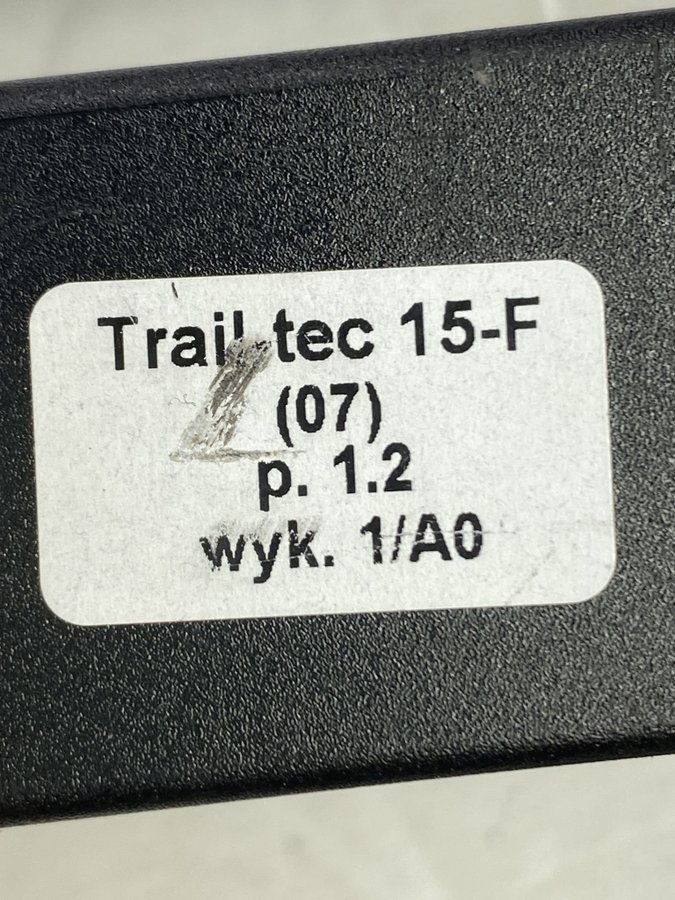 Trail tec 15-F
(07)
p. 1.2
wyk. 1/A0